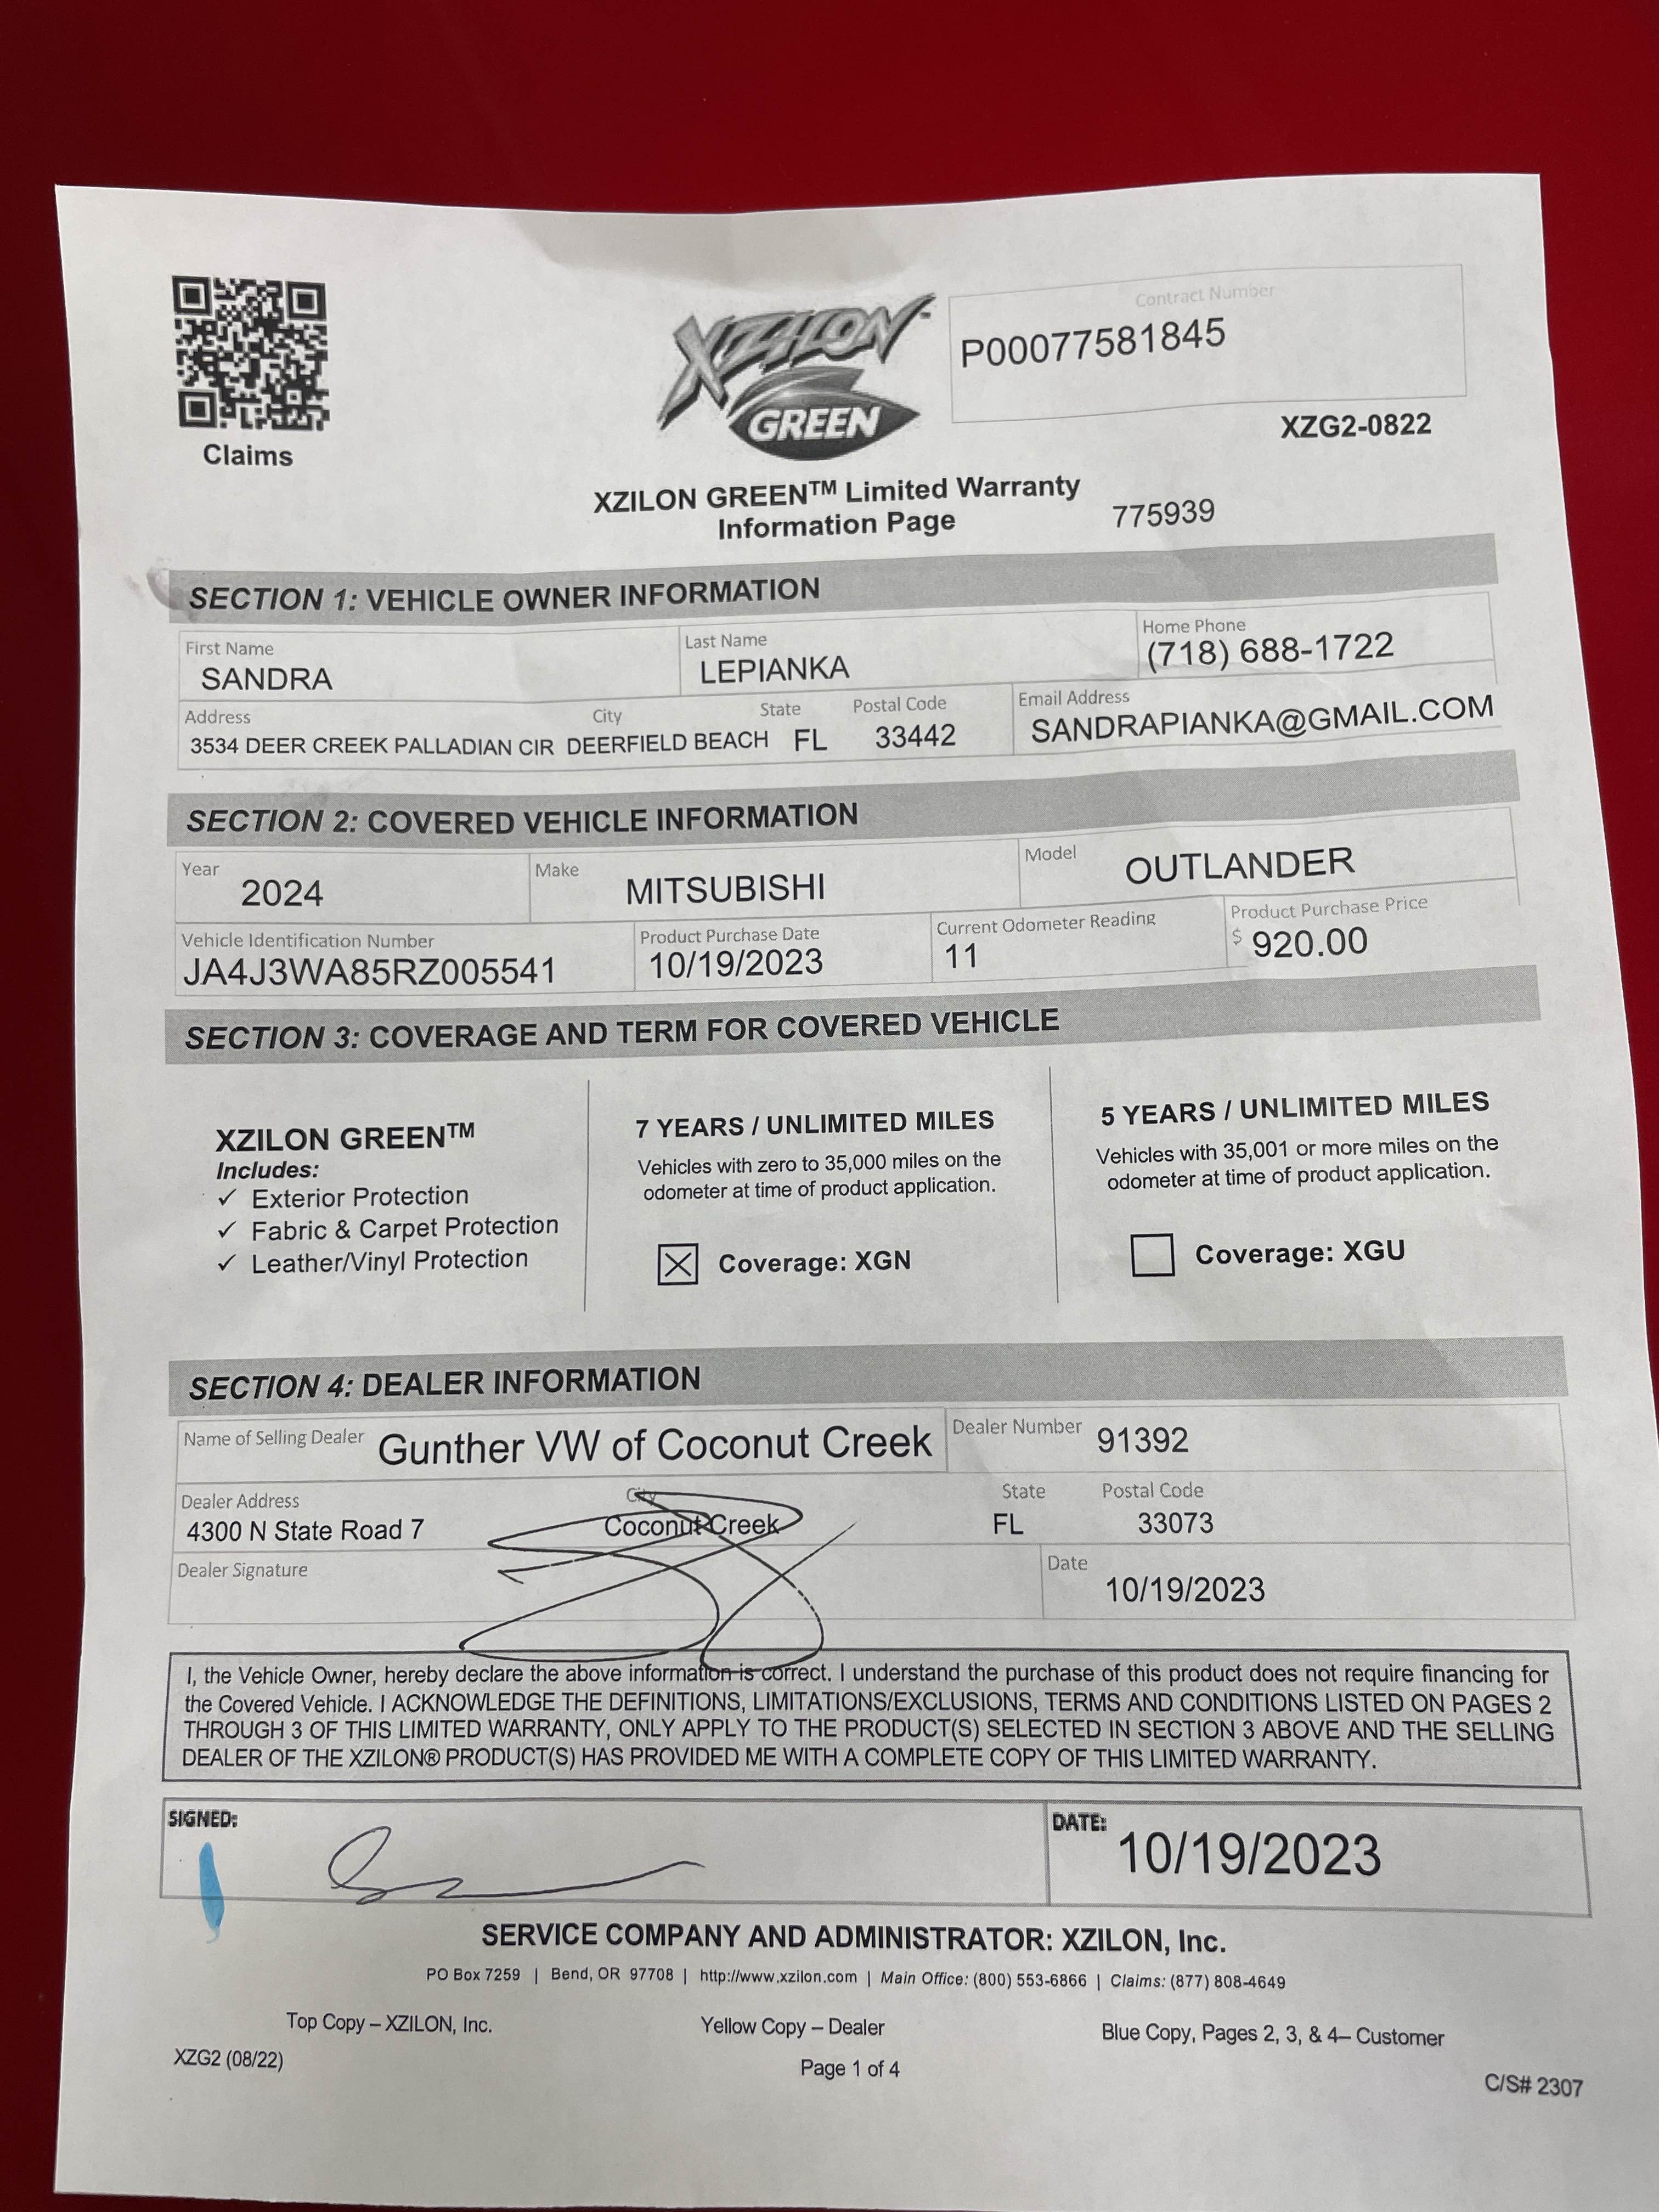 Claims
XZILON™
GREEN
Contract Number
P00077581845
XZG2-0822
XZILON GREEN™ Limited Warranty
Information Page
775939
SECTION 1: VEHICLE OWNER INFORMATION
First Name
SANDRA
Last Name
LEPIANKA
Home Phone
(718) 688-1722
Address City State Postal Code
3534 DEER CREEK PALLADIAN CIR DEERFIELD BEACH FL 33442
Email Address
SANDRAPIANKA@GMAIL.COM
SECTION 2: COVERED VEHICLE INFORMATION
Year
2024
Make
MITSUBISHI
Model
OUTLANDER
Vehicle Identification Number
JA4J3WA85RZ005541
Product Purchase Date
10/19/2023
Current Odometer Reading
11
Product Purchase Price
$ 920.00
SECTION 3: COVERAGE AND TERM FOR COVERED VEHICLE
XZILON GREEN™
Includes:
✓ Exterior Protection
✓ Fabric & Carpet Protection
✓ Leather/Vinyl Protection
7 YEARS / UNLIMITED MILES
Vehicles with zero to 35,000 miles on the
odometer at time of product application.
☒ Coverage: XGN
5 YEARS / UNLIMITED MILES
Vehicles with 35,001 or more miles on the
odometer at time of product application.
☐ Coverage: XGU
SECTION 4: DEALER INFORMATION
Name of Selling Dealer Gunther VW of Coconut Creek
Dealer Number 91392
Dealer Address City State Postal Code
4300 N State Road 7 Coconut Creek FL 33073
Dealer Signature
Date
10/19/2023
I, the Vehicle Owner, hereby declare the above information is correct. I understand the purchase of this product does not require financing for
the Covered Vehicle. I ACKNOWLEDGE THE DEFINITIONS, LIMITATIONS/EXCLUSIONS, TERMS AND CONDITIONS LISTED ON PAGES 2
THROUGH 3 OF THIS LIMITED WARRANTY, ONLY APPLY TO THE PRODUCT(S) SELECTED IN SECTION 3 ABOVE AND THE SELLING
DEALER OF THE XZILON® PRODUCT(S) HAS PROVIDED ME WITH A COMPLETE COPY OF THIS LIMITED WARRANTY.
SIGNED:
DATE:
10/19/2023
SERVICE COMPANY AND ADMINISTRATOR: XZILON, Inc.
PO Box 7259 | Bend, OR 97708 | http://www.xzilon.com | Main Office: (800) 553-6866 | Claims: (877) 808-4649
Top Copy – XZILON, Inc. Yellow Copy – Dealer Blue Copy, Pages 2, 3, & 4– Customer
XZG2 (08/22)
Page 1 of 4
C/S# 2307